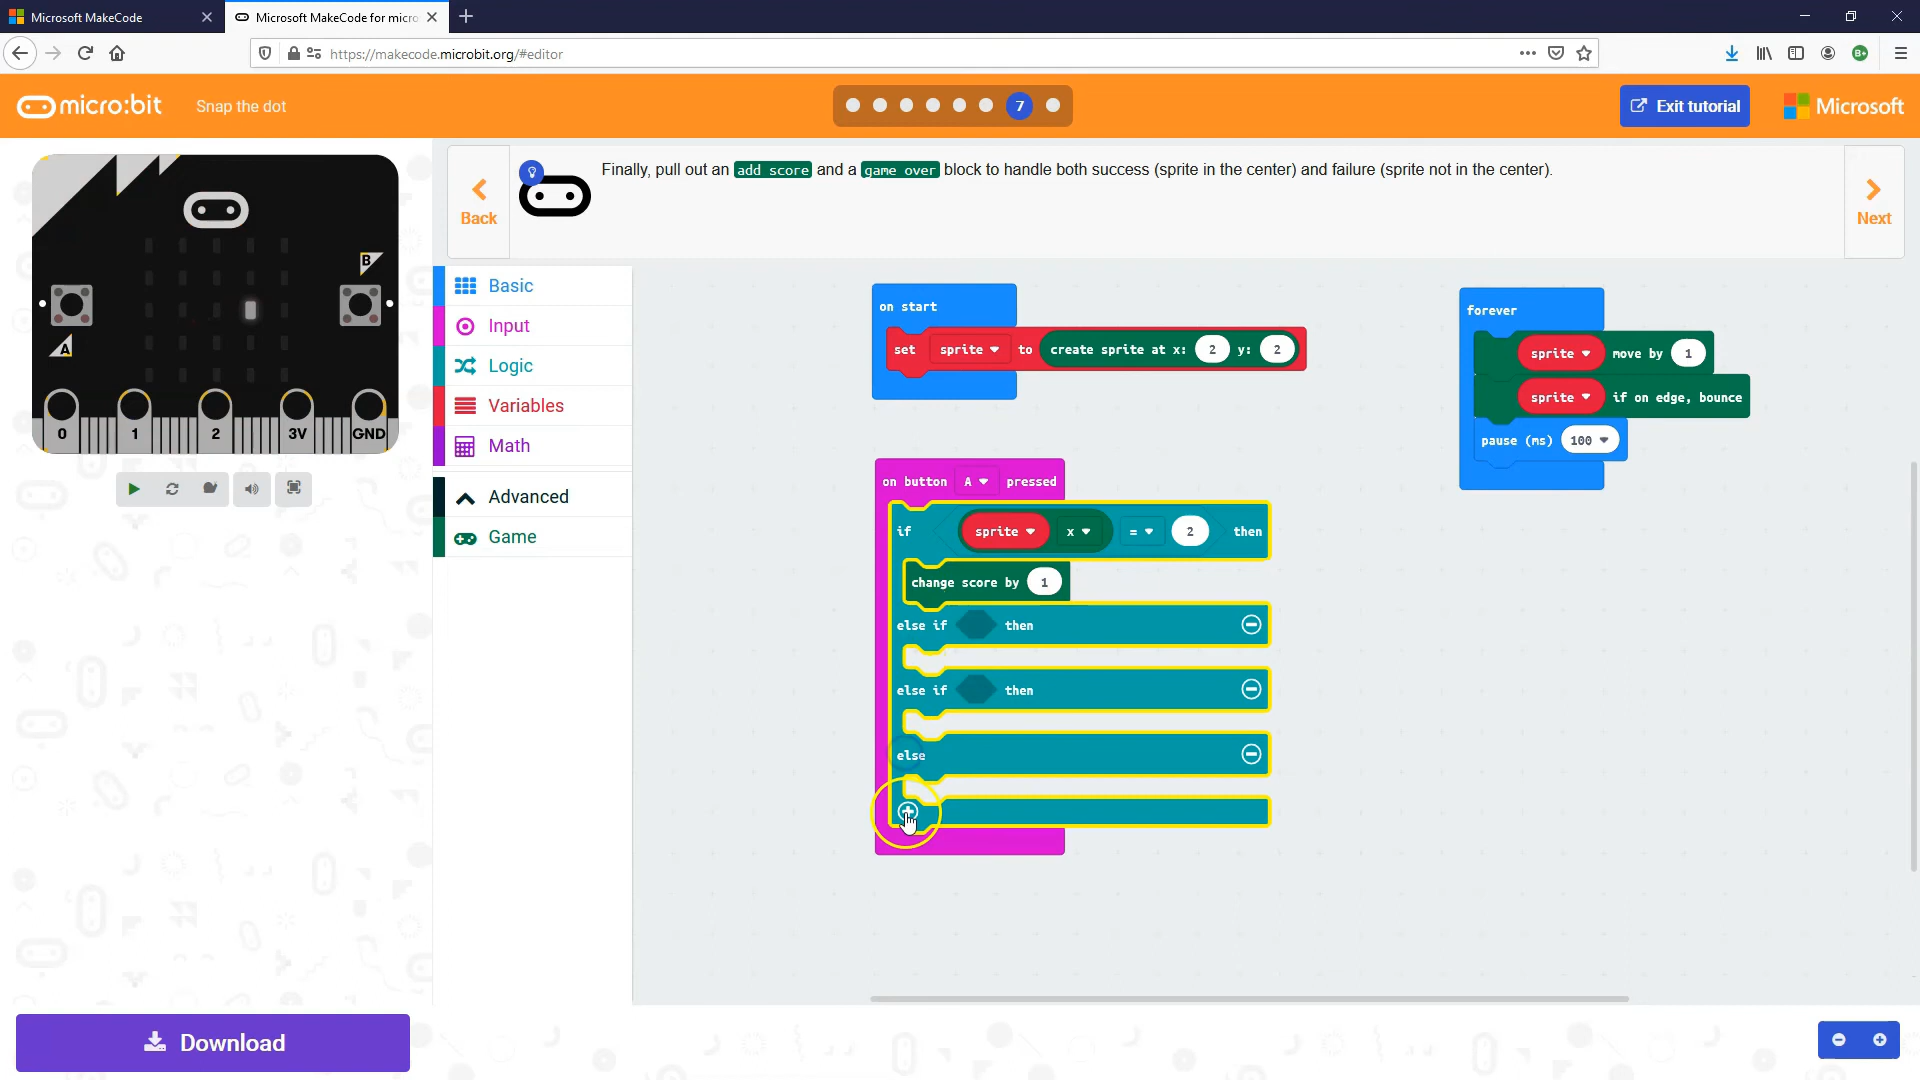 Microsoft MakeCode
Microsoft MakeCode for micro
https://makecode.microbit.org/#editor
B+
micro:bit
Snap the dot
7
Exit tutorial
Microsoft
Back
Finally, pull out an add score and a game over block to handle both success (sprite in the center) and failure (sprite not in the center).
Next
B
A
0 1 2 3V GND
Basic
Input
Logic
Variables
Math
Advanced
Game
on start
set sprite to create sprite at x: 2 y: 2
forever
sprite move by 1
sprite if on edge, bounce
pause (ms) 100
on button A pressed
if sprite x = 2 then
change score by 1
else if then
else if then
else
Download